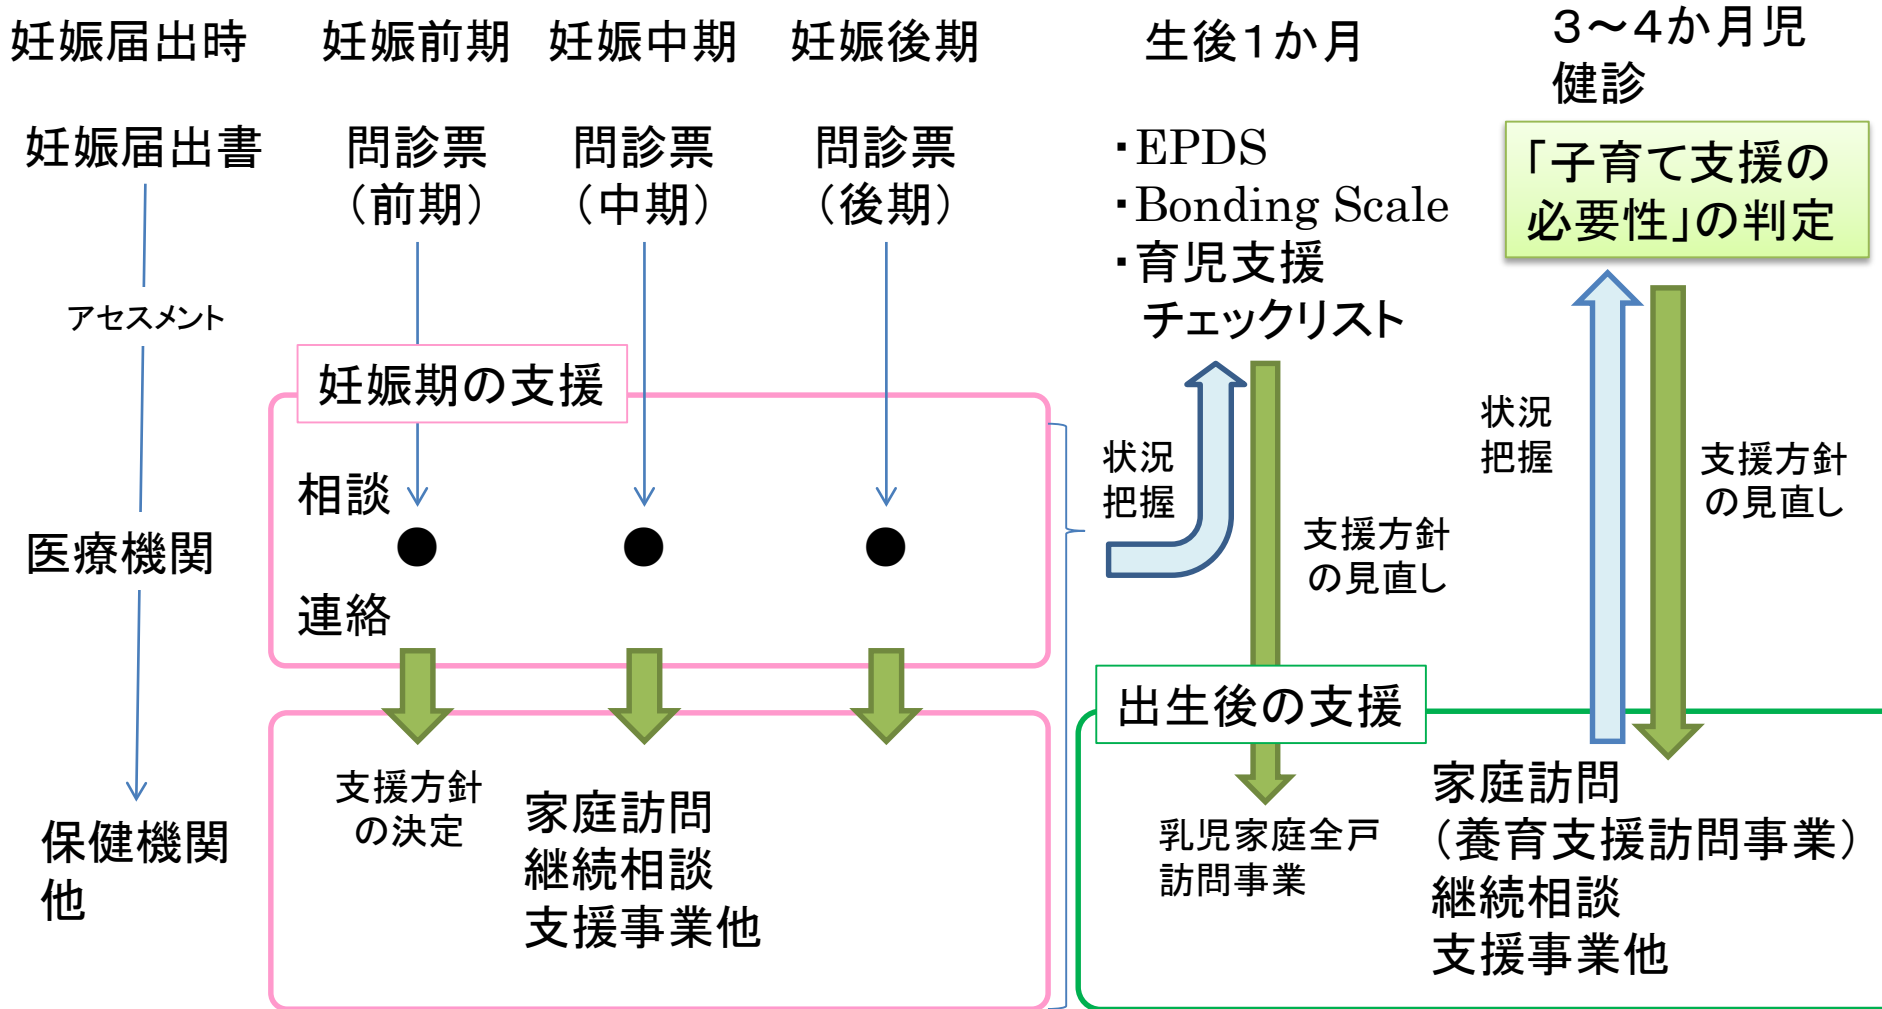 妊娠届出時
妊娠前期
妊娠中期
妊娠後期
生後1か月
3～4か月児
健診
妊娠届出書
問診票
（前期）
問診票
（中期）
問診票
（後期）
・EPDS
・Bonding Scale
・育児支援
チェックリスト
「子育て支援の
必要性」の判定
アセスメント
妊娠期の支援
相談
連絡
医療機関
状況
把握
支援方針
の見直し
状況
把握
支援方針
の見直し
出生後の支援
保健機関
他
支援方針
の決定
家庭訪問
継続相談
支援事業他
乳児家庭全戸
訪問事業
家庭訪問
（養育支援訪問事業）
継続相談
支援事業他